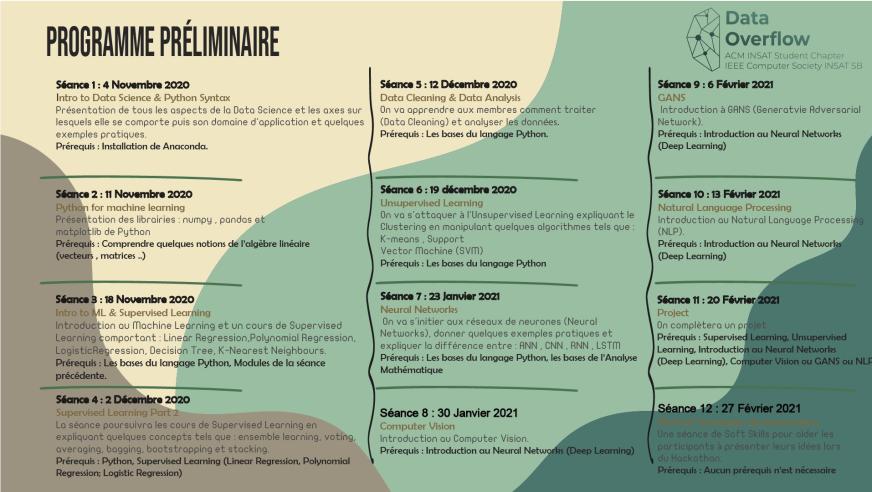 PROGRAMME PRÉLIMINAIRE
Data
Overflow
ACM INSAT Student Chapter
IEEE Computer Society INSAT SB
Séance 1 : 4 Novembre 2020
Intro to Data Science & Python Syntax
Présentation de tous les aspects de la Data Science et les axes sur
lesquels elle se comporte puis son domaine d'application et quelques
exemples pratiques.
Prérequis : Installation de Anaconda.
Séance 2 : 11 Novembre 2020
Python for machine learning
Présentation des librairies : numpy , pandas et
matplatlib de Python
Prérequis : Comprendre quelques notions de l'algèbre linéaire
(vecteurs , matrices ..)
Séance 3 : 18 Novembre 2020
Intro to ML & Supervised Learning
Introduction au Machine Learning et un cours de Supervised
Learning comportant : Linear Regression,Polynomial Regression,
LogisticRegression, Decision Tree, K-Nearest Neighbours.
Prérequis : Les bases du langage Python, Modules de la séance
précédente.
Séance 4 : 2 Décembre 2020
Supervised Learning Part 2
La séance poursuivra les cours de Supervised Learning en
expliquant quelques concepts tels que : ensemble learning, voting,
averaging, bagging, bootstrapping et stacking.
Prérequis : Python, Supervised Learning (Linear Regression, Polynomial
Regression; Logistic Regression)
Séance 5 : 12 Décembre 2020
Data Cleaning & Data Analysis
On va apprendre aux membres comment traiter
(Data Cleaning) et analyser les données.
Prérequis : Les bases du langage Python.
Séance 6 : 19 décembre 2020
Unsupervised Learning
On va s'attaquer à l'Unsupervised Learning expliquant le
Clustering en manipulant quelques algorithmes tels que :
K-means , Support
Vector Machine (SVM)
Prérequis : Les bases du langage Python
Séance 7 : 23 Janvier 2021
Neural Networks
On va s'initier aux réseaux de neurones (Neural
Networks), donner quelques exemples pratiques et
expliquer la différence entre : ANN , CNN , RNN , LSTM
Prérequis : Les bases du langage Python, les bases de l'Analyse
Mathématique
Séance 8 : 30 Janvier 2021
Computer Vision
Introduction au Computer Vision.
Prérequis : Introduction au Neural Networks (Deep Learning)
Séance 9 : 6 Février 2021
GANS
Introduction à GANS (Generatvie Adversarial
Network).
Prérequis : Introduction au Neural Networks
(Deep Learning)
Séance 10 : 13 Février 2021
Natural Language Processing
Introduction au Natural Language Processing
(NLP).
Prérequis : Introduction au Neural Networks
(Deep Learning)
Séance 11 : 20 Février 2021
Project
On complètera un projet
Prérequis : Supervised Learning, Unsupervised
Learning, Introduction au Neural Networks
(Deep Learning), Computer Vision ou GANS ou NLP
Séance 12 : 27 Février 2021
Une séance de Soft Skills pour aider les
participants à présenter leurs idées lors
du Hackathon.
Prérequis : Aucun prérequis n'est nécessaire